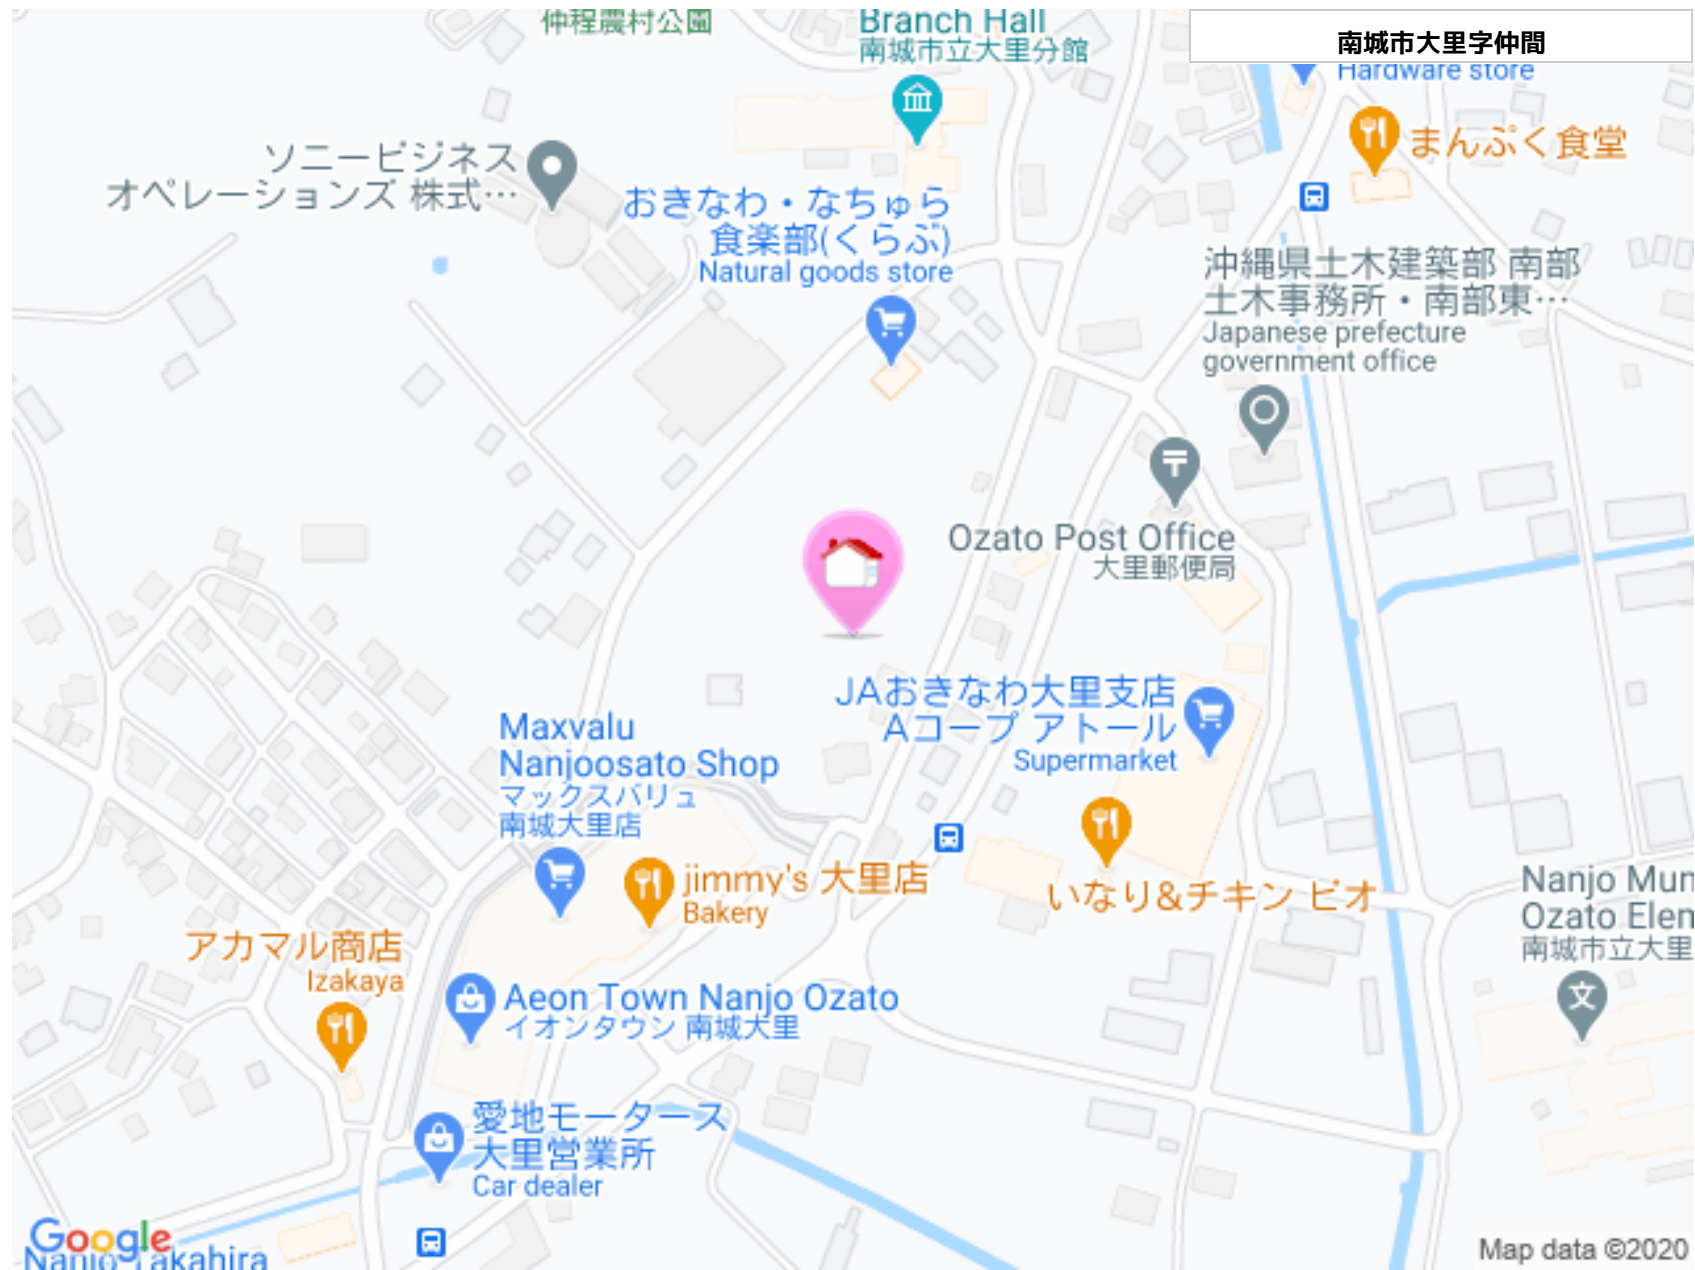 仲程農村公園
Branch Hall
南城市立大里分館
南城市大里字仲間
Hardware store
まんぷく食堂
ソニービジネス
オペレーションズ 株式…
おきなわ・なちゅら
食楽部(くらぶ)
Natural goods store
沖縄県土木建築部 南部
土木事務所・南部東…
Japanese prefecture
government office
Ozato Post Office
大里郵便局
JAおきなわ大里支店
Aコープ アトール
Supermarket
Maxvalu
Nanjoosato Shop
マックスバリュ
南城大里店
jimmy's 大里店
Bakery
いなり&チキン ピオ
Nanjo Mun
Ozato Elem
南城市立大里
アカマル商店
Izakaya
Aeon Town Nanjo Ozato
イオンタウン 南城大里
愛地モータース
大里営業所
Car dealer
Google
Nanjo Takahira
Map data ©2020